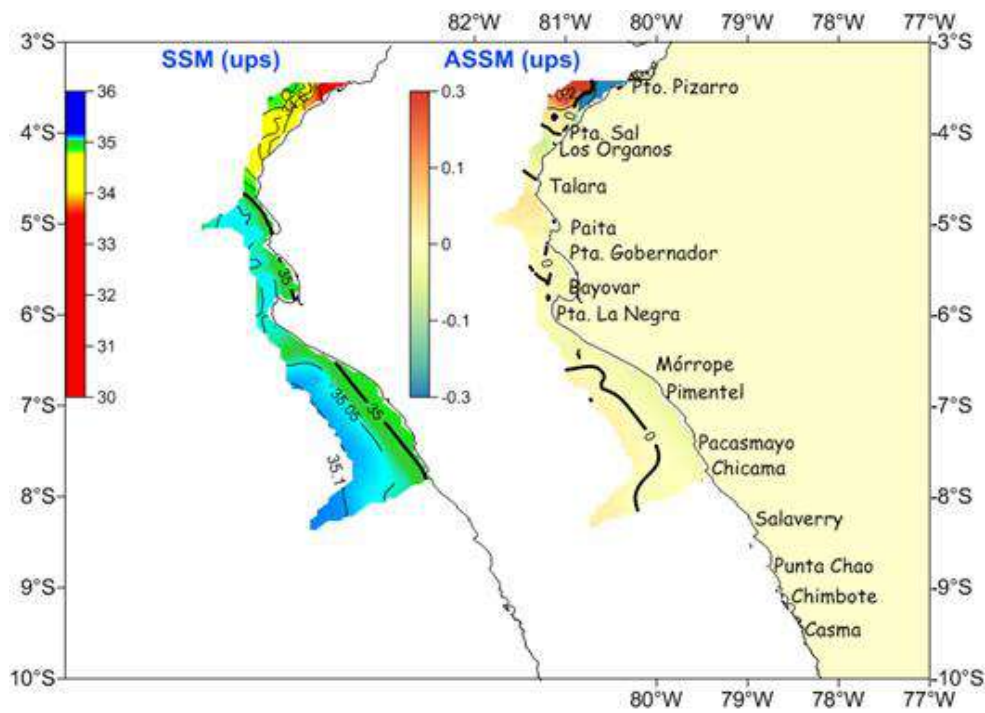 82°W 81°W 80°W 79°W 78°W 77°W
3°S 3°S
SSM (ups) ASSM (ups)
36
35
34
33
32
31
30
0.3
0.1
0
-0.1
-0.3
4°S 4°S
5°S 5°S
6°S 6°S
7°S 7°S
8°S 8°S
9°S 9°S
10°S 10°S
35
35
35.05
35.1
0
0
0
Pto. Pizarro
Pta. Sal
Los Organos
Talara
Paita
Pta. Gobernador
Bayovar
Pta. La Negra
Mórrope
Pimentel
Pacasmayo
Chicama
Salaverry
Punta Chao
Chimbote
Casma
80°W 79°W 78°W 77°W